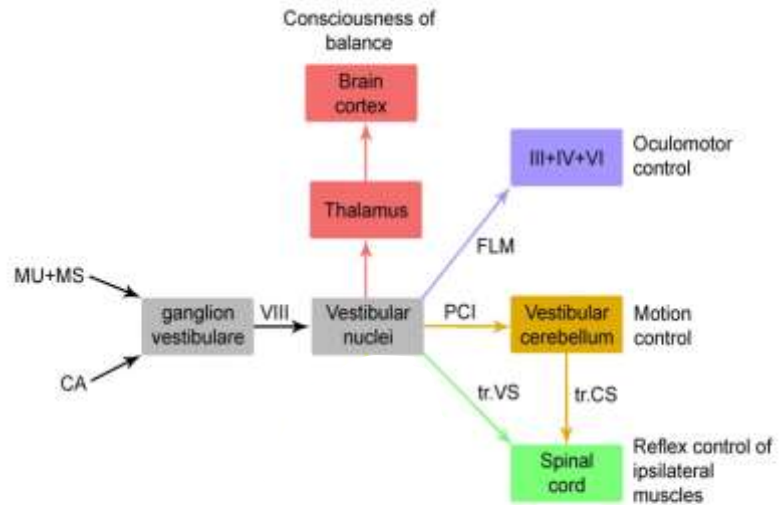 Consciousness of
balance
Brain
cortex
III+IV+VI
Oculomotor
control
Thalamus
FLM
MU+MS
ganglion
vestibulare
VIII
Vestibular
nuclei
PCI
Vestibular
cerebellum
Motion
control
CA
tr.VS
tr.CS
Spinal
cord
Reflex control of
ipsilateral
muscles